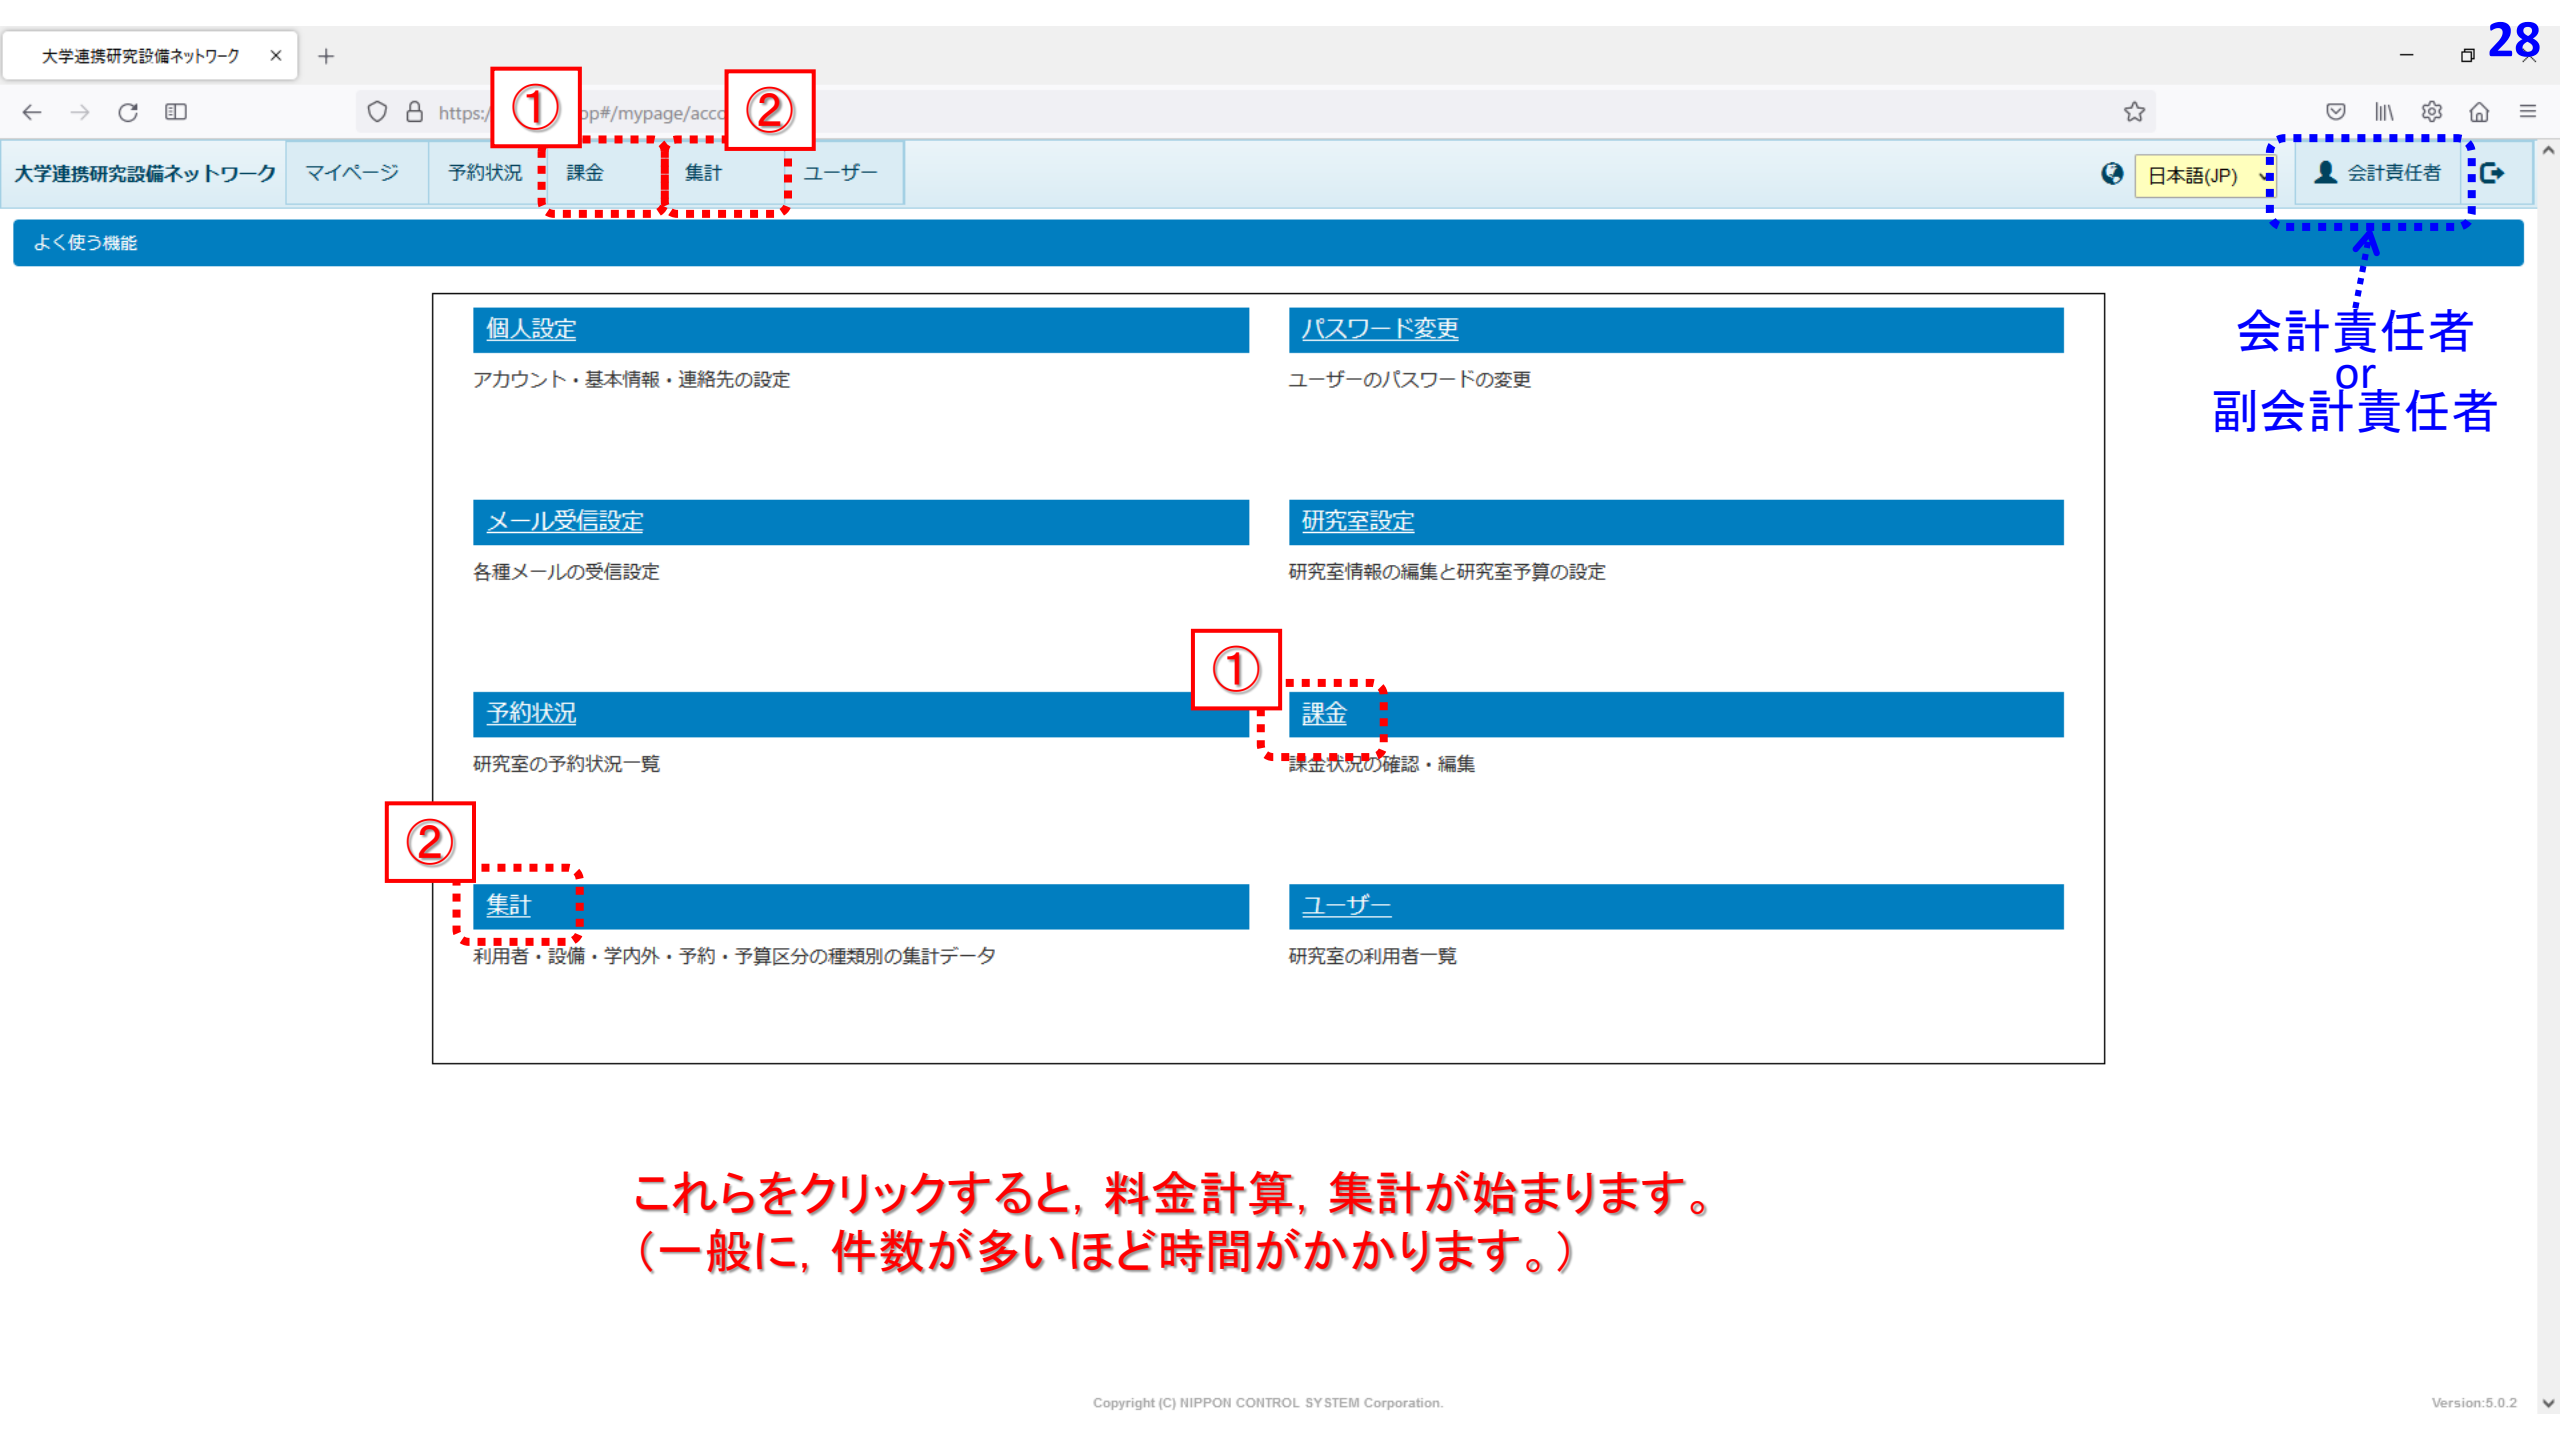 28
大学連携研究設備ネットワーク
① ②
https:/ op#/mypage/acco
大学連携研究設備ネットワーク マイページ 予約状況 課金 集計 ユーザー 日本語(JP) 会計責任者
よく使う機能
会計責任者
or
副会計責任者
個人設定 パスワード変更
アカウント・基本情報・連絡先の設定 ユーザーのパスワードの変更
メール受信設定 研究室設定
各種メールの受信設定 研究室情報の編集と研究室予算の設定
①
予約状況 課金
研究室の予約状況一覧 課金状況の確認・編集
②
集計 ユーザー
利用者・設備・学内外・予約・予算区分の種類別の集計データ 研究室の利用者一覧
これらをクリックすると，料金計算，集計が始まります。
（一般に，件数が多いほど時間がかかります。）
Copyright (C) NIPPON CONTROL SYSTEM Corporation. Version:5.0.2